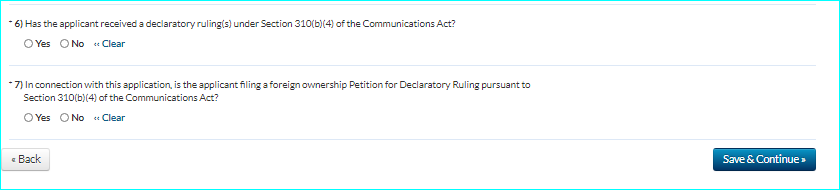 * 6) Has the applicant received a declaratory ruling(s) under Section 310(b)(4) of the Communications Act?
Yes No « Clear
* 7) In connection with this application, is the applicant filing a foreign ownership Petition for Declaratory Ruling pursuant to
Section 310(b)(4) of the Communications Act?
Yes No « Clear
« Back Save & Continue »